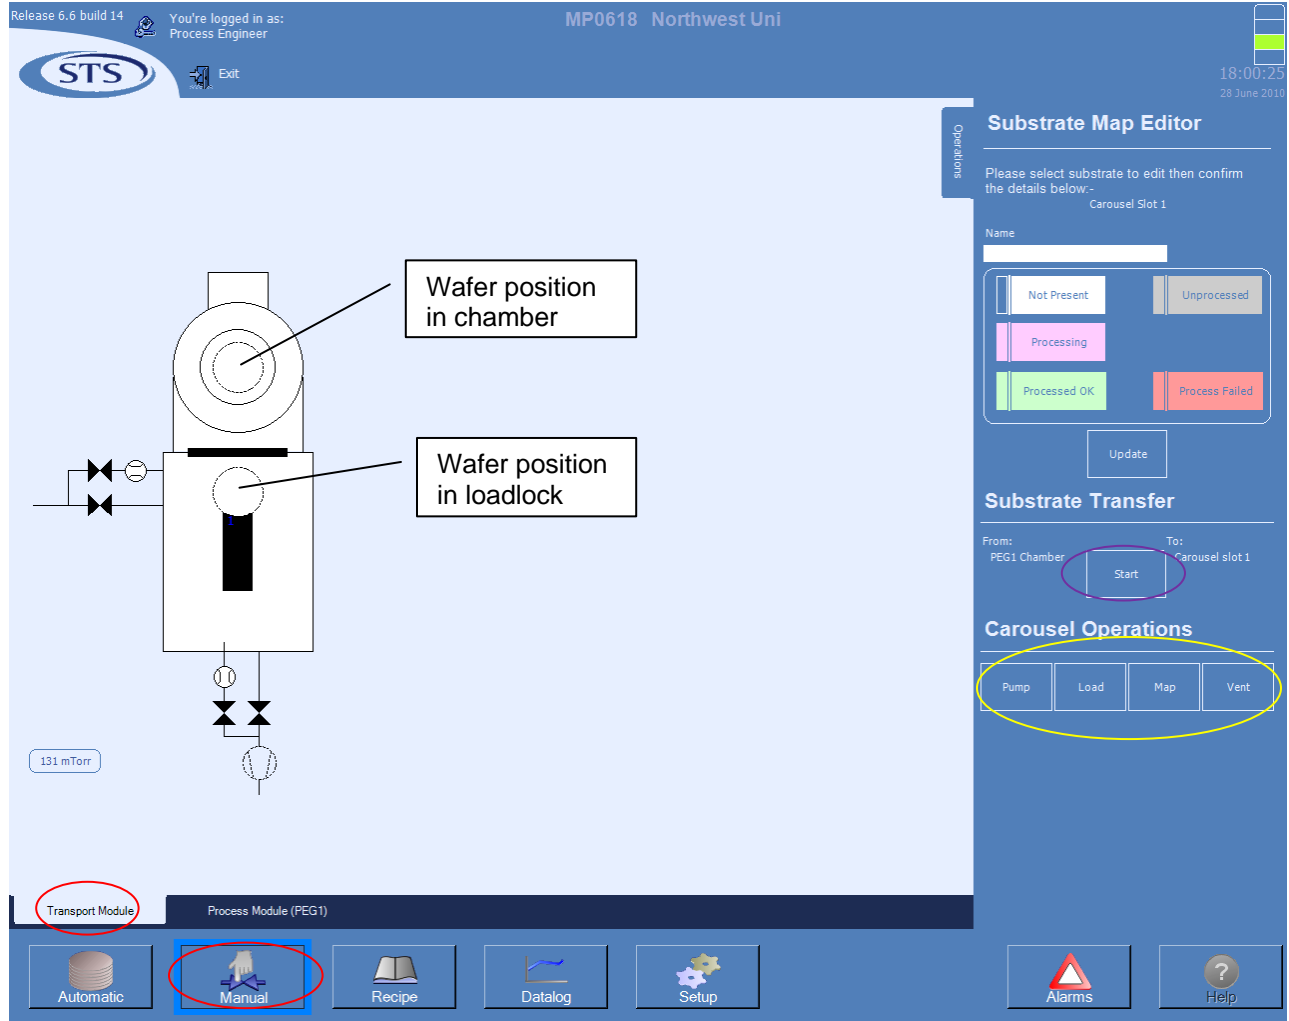 Release 6.6 build 14
You're logged in as:
Process Engineer
MP0618 Northwest Uni
STS
Exit
18:00:25
28 June 2010
Operations
Substrate Map Editor
Please select substrate to edit then confirm
the details below:-
Carousel Slot 1
Name
Not Present
Unprocessed
Processing
Processed OK
Process Failed
Update
Wafer position
in chamber
Wafer position
in loadlock
1
Substrate Transfer
From:
To:
PEG1 Chamber
Carousel slot 1
Start
Carousel Operations
Pump
Load
Map
Vent
131 mTorr
Transport Module
Process Module (PEG1)
Automatic
Manual
Recipe
Datalog
Setup
Alarms
?
Help